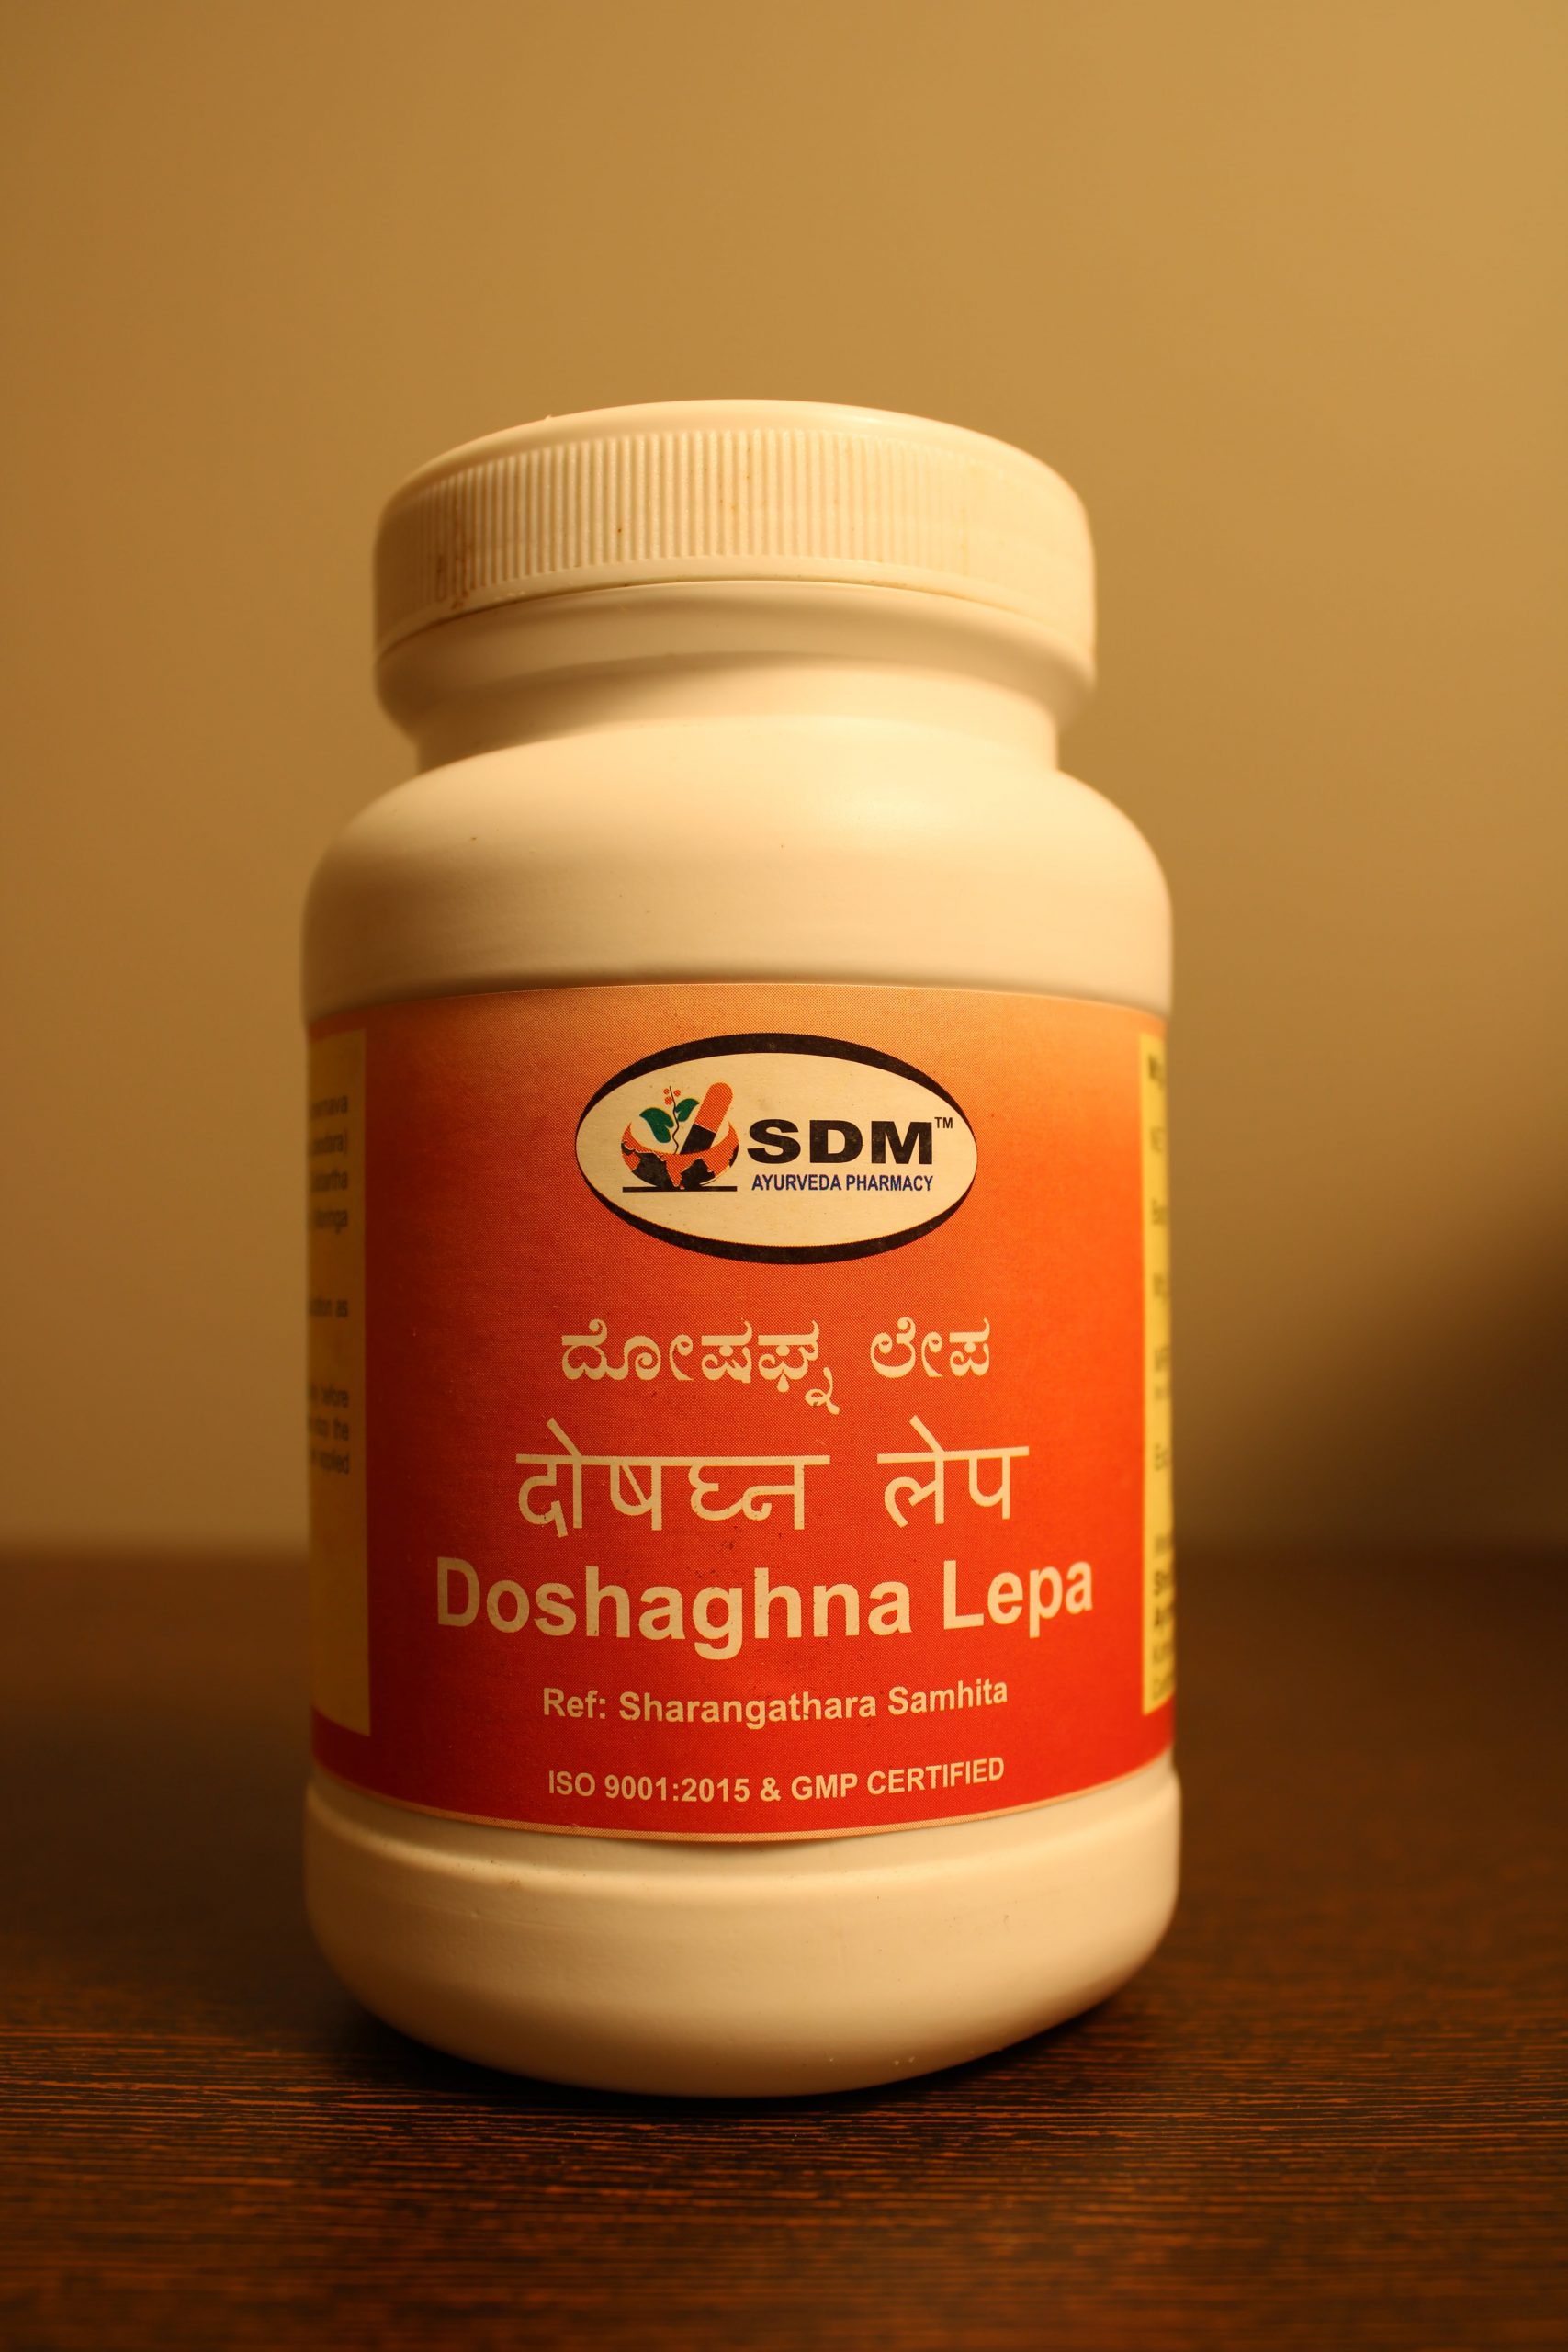 SDM™
AYURVEDA PHARMACY
ದೋಷಘ್ನ ಲೇಪ
दोषघ्न लेप
Doshaghna Lepa
Ref: Sharangathara Samhita
ISO 9001:2015 & GMP CERTIFIED